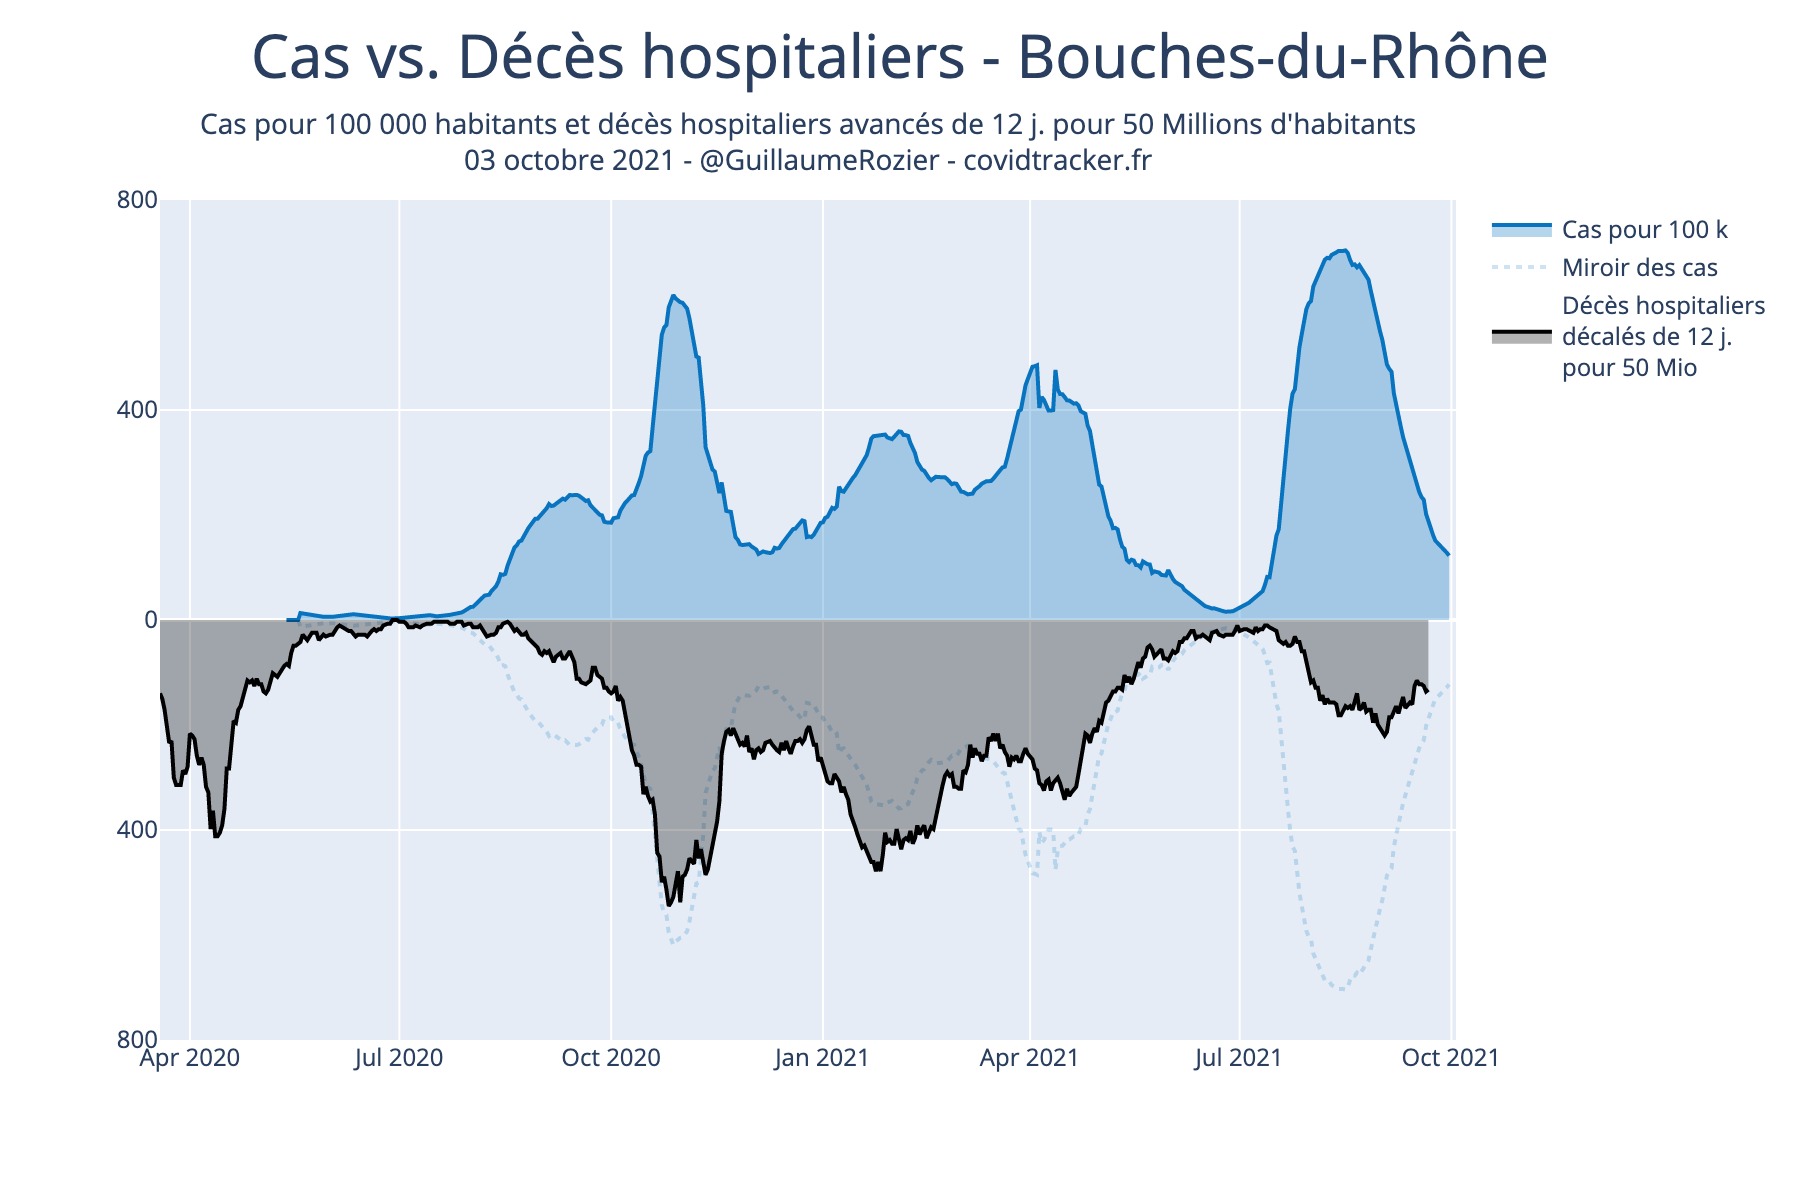 Cas vs. Décès hospitaliers - Bouches-du-Rhône
Cas pour 100 000 habitants et décès hospitaliers avancés de 12 j. pour 50 Millions d'habitants
03 octobre 2021 - @GuillaumeRozier - covidtracker.fr
800
400
0
400
800
Apr 2020
Jul 2020
Oct 2020
Jan 2021
Apr 2021
Jul 2021
Oct 2021
Cas pour 100 k
Miroir des cas
Décès hospitaliers
décalés de 12 j.
pour 50 Mio